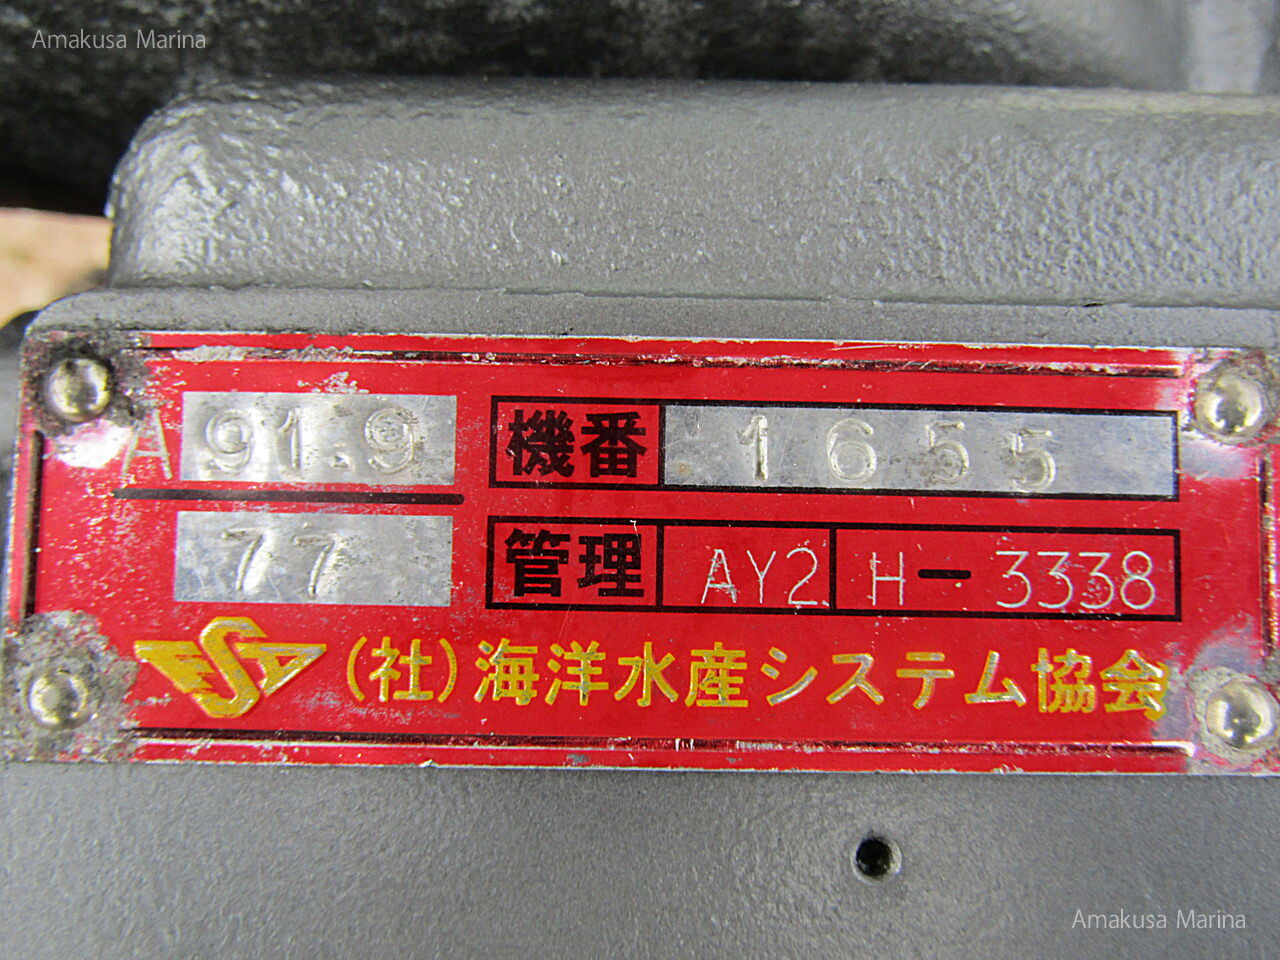 Amakusa Marina
A 91.9 機番 1655
77 管理 AY2 H-3338
FSA (社)海洋水産システム協会
Amakusa Marina